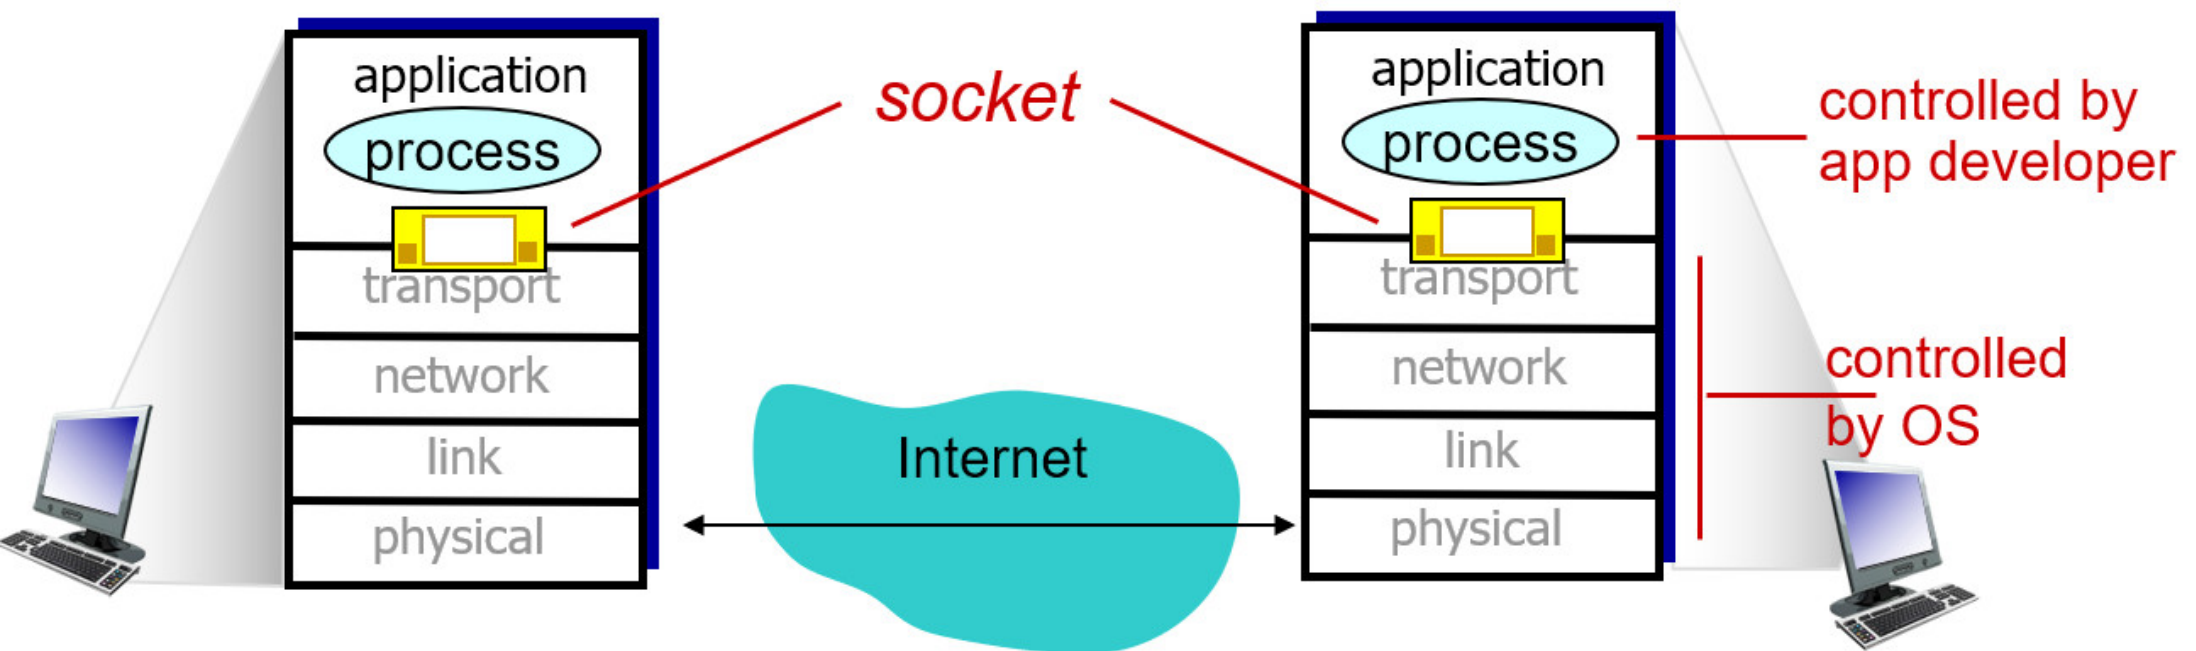 application
process
transport
network
link
physical
socket
Internet
application
process
transport
network
link
physical
controlled by
app developer
controlled
by OS